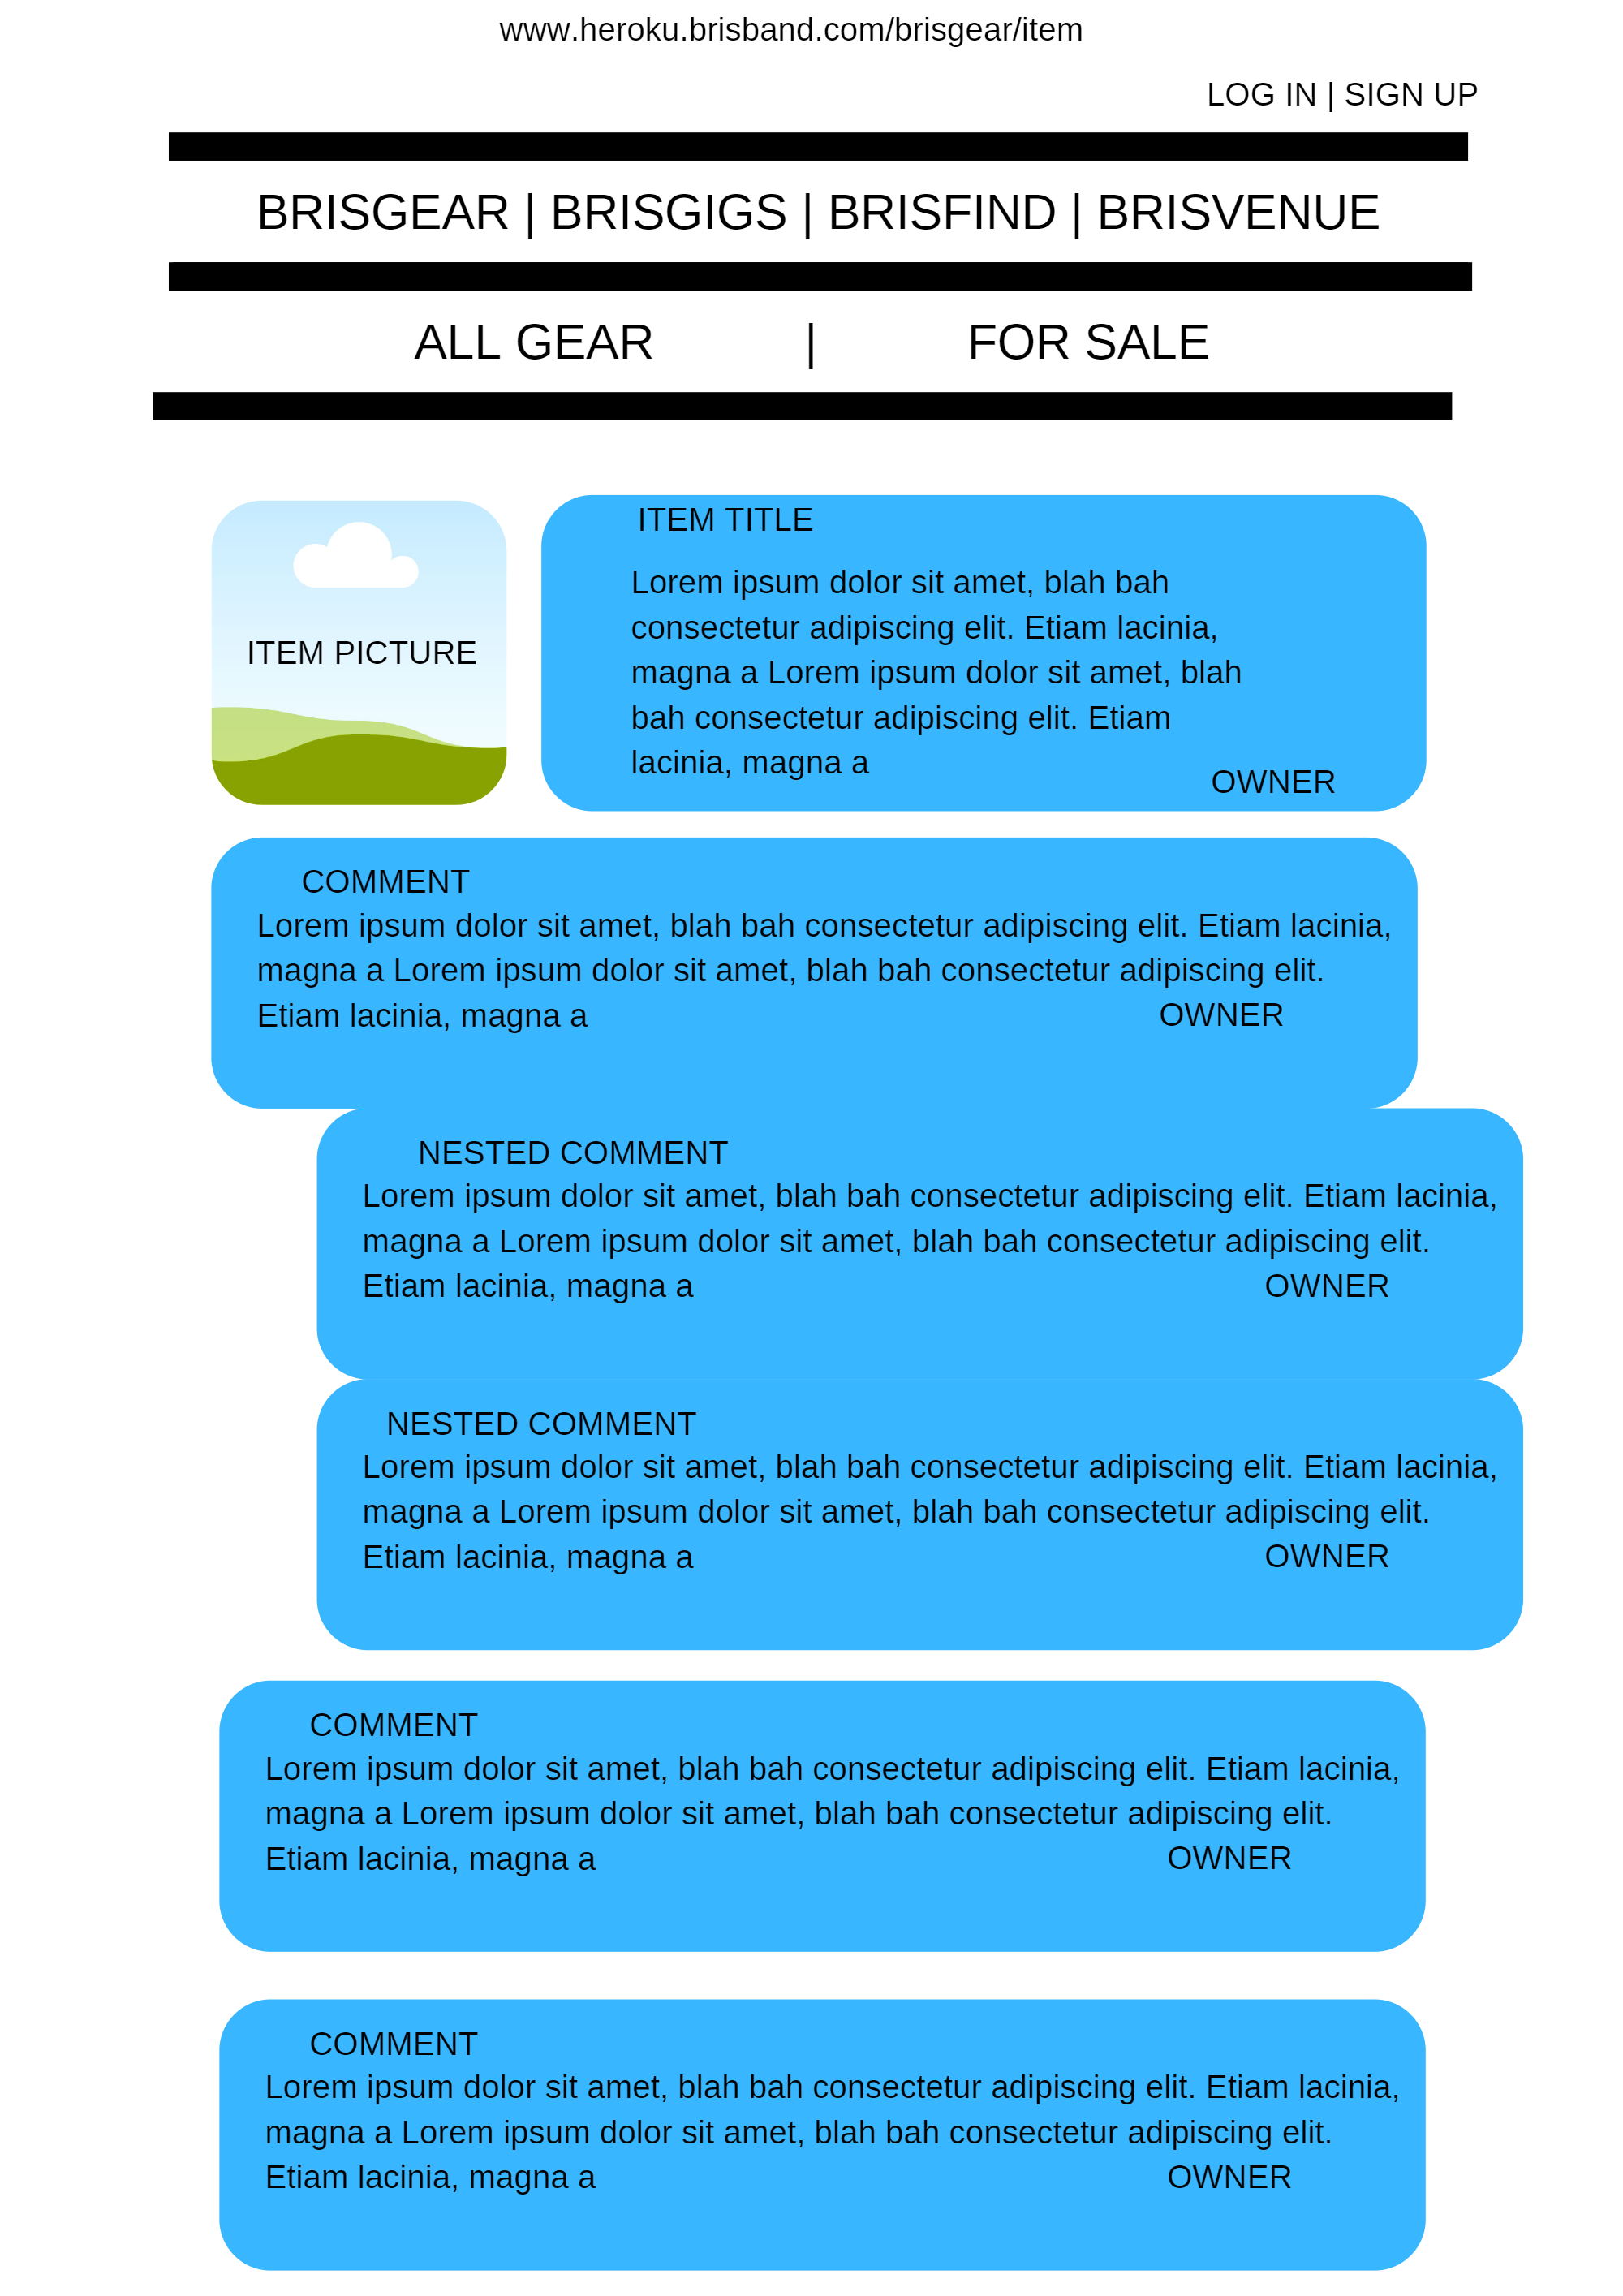 www.heroku.brisband.com/brisgear/item
LOG IN | SIGN UP
BRISGEAR | BRISGIGS | BRISFIND | BRISVENUE
ALL GEAR | FOR SALE
ITEM PICTURE
ITEM TITLE
Lorem ipsum dolor sit amet, blah bah
consectetur adipiscing elit. Etiam lacinia,
magna a Lorem ipsum dolor sit amet, blah
bah consectetur adipiscing elit. Etiam
lacinia, magna a
OWNER
COMMENT
Lorem ipsum dolor sit amet, blah bah consectetur adipiscing elit. Etiam lacinia,
magna a Lorem ipsum dolor sit amet, blah bah consectetur adipiscing elit.
Etiam lacinia, magna a
OWNER
NESTED COMMENT
Lorem ipsum dolor sit amet, blah bah consectetur adipiscing elit. Etiam lacinia,
magna a Lorem ipsum dolor sit amet, blah bah consectetur adipiscing elit.
Etiam lacinia, magna a
OWNER
NESTED COMMENT
Lorem ipsum dolor sit amet, blah bah consectetur adipiscing elit. Etiam lacinia,
magna a Lorem ipsum dolor sit amet, blah bah consectetur adipiscing elit.
Etiam lacinia, magna a
OWNER
COMMENT
Lorem ipsum dolor sit amet, blah bah consectetur adipiscing elit. Etiam lacinia,
magna a Lorem ipsum dolor sit amet, blah bah consectetur adipiscing elit.
Etiam lacinia, magna a
OWNER
COMMENT
Lorem ipsum dolor sit amet, blah bah consectetur adipiscing elit. Etiam lacinia,
magna a Lorem ipsum dolor sit amet, blah bah consectetur adipiscing elit.
Etiam lacinia, magna a
OWNER